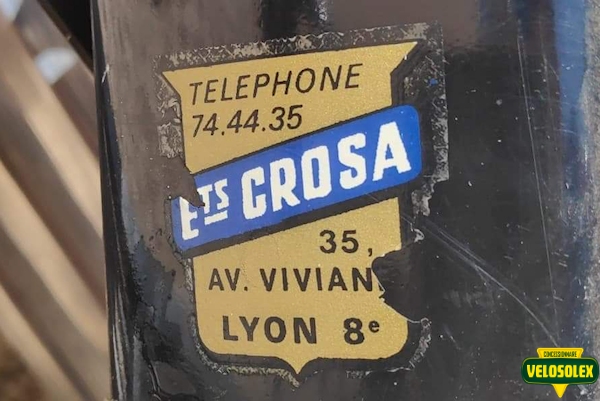 TELEPHONE
74.44.35
Ets CROSA
35,
AV. VIVIAN
LYON 8e
CONCESSIONNAIRE
VELOSOLEX